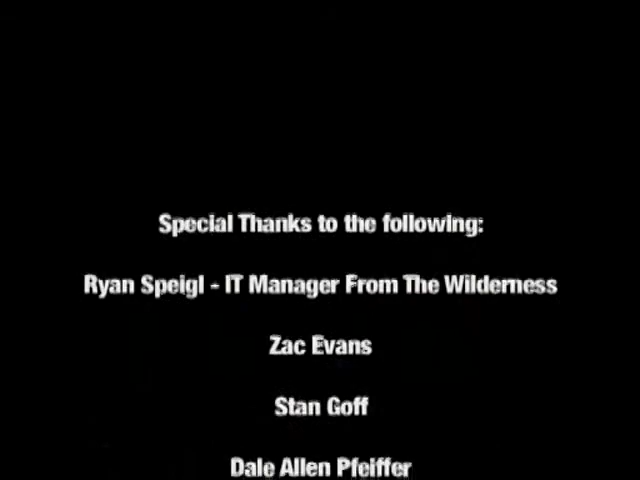 Special Thanks to the following:
Ryan Speigl - IT Manager From The Wilderness
Zac Evans
Stan Goff
Dale Allen Pfeiffer